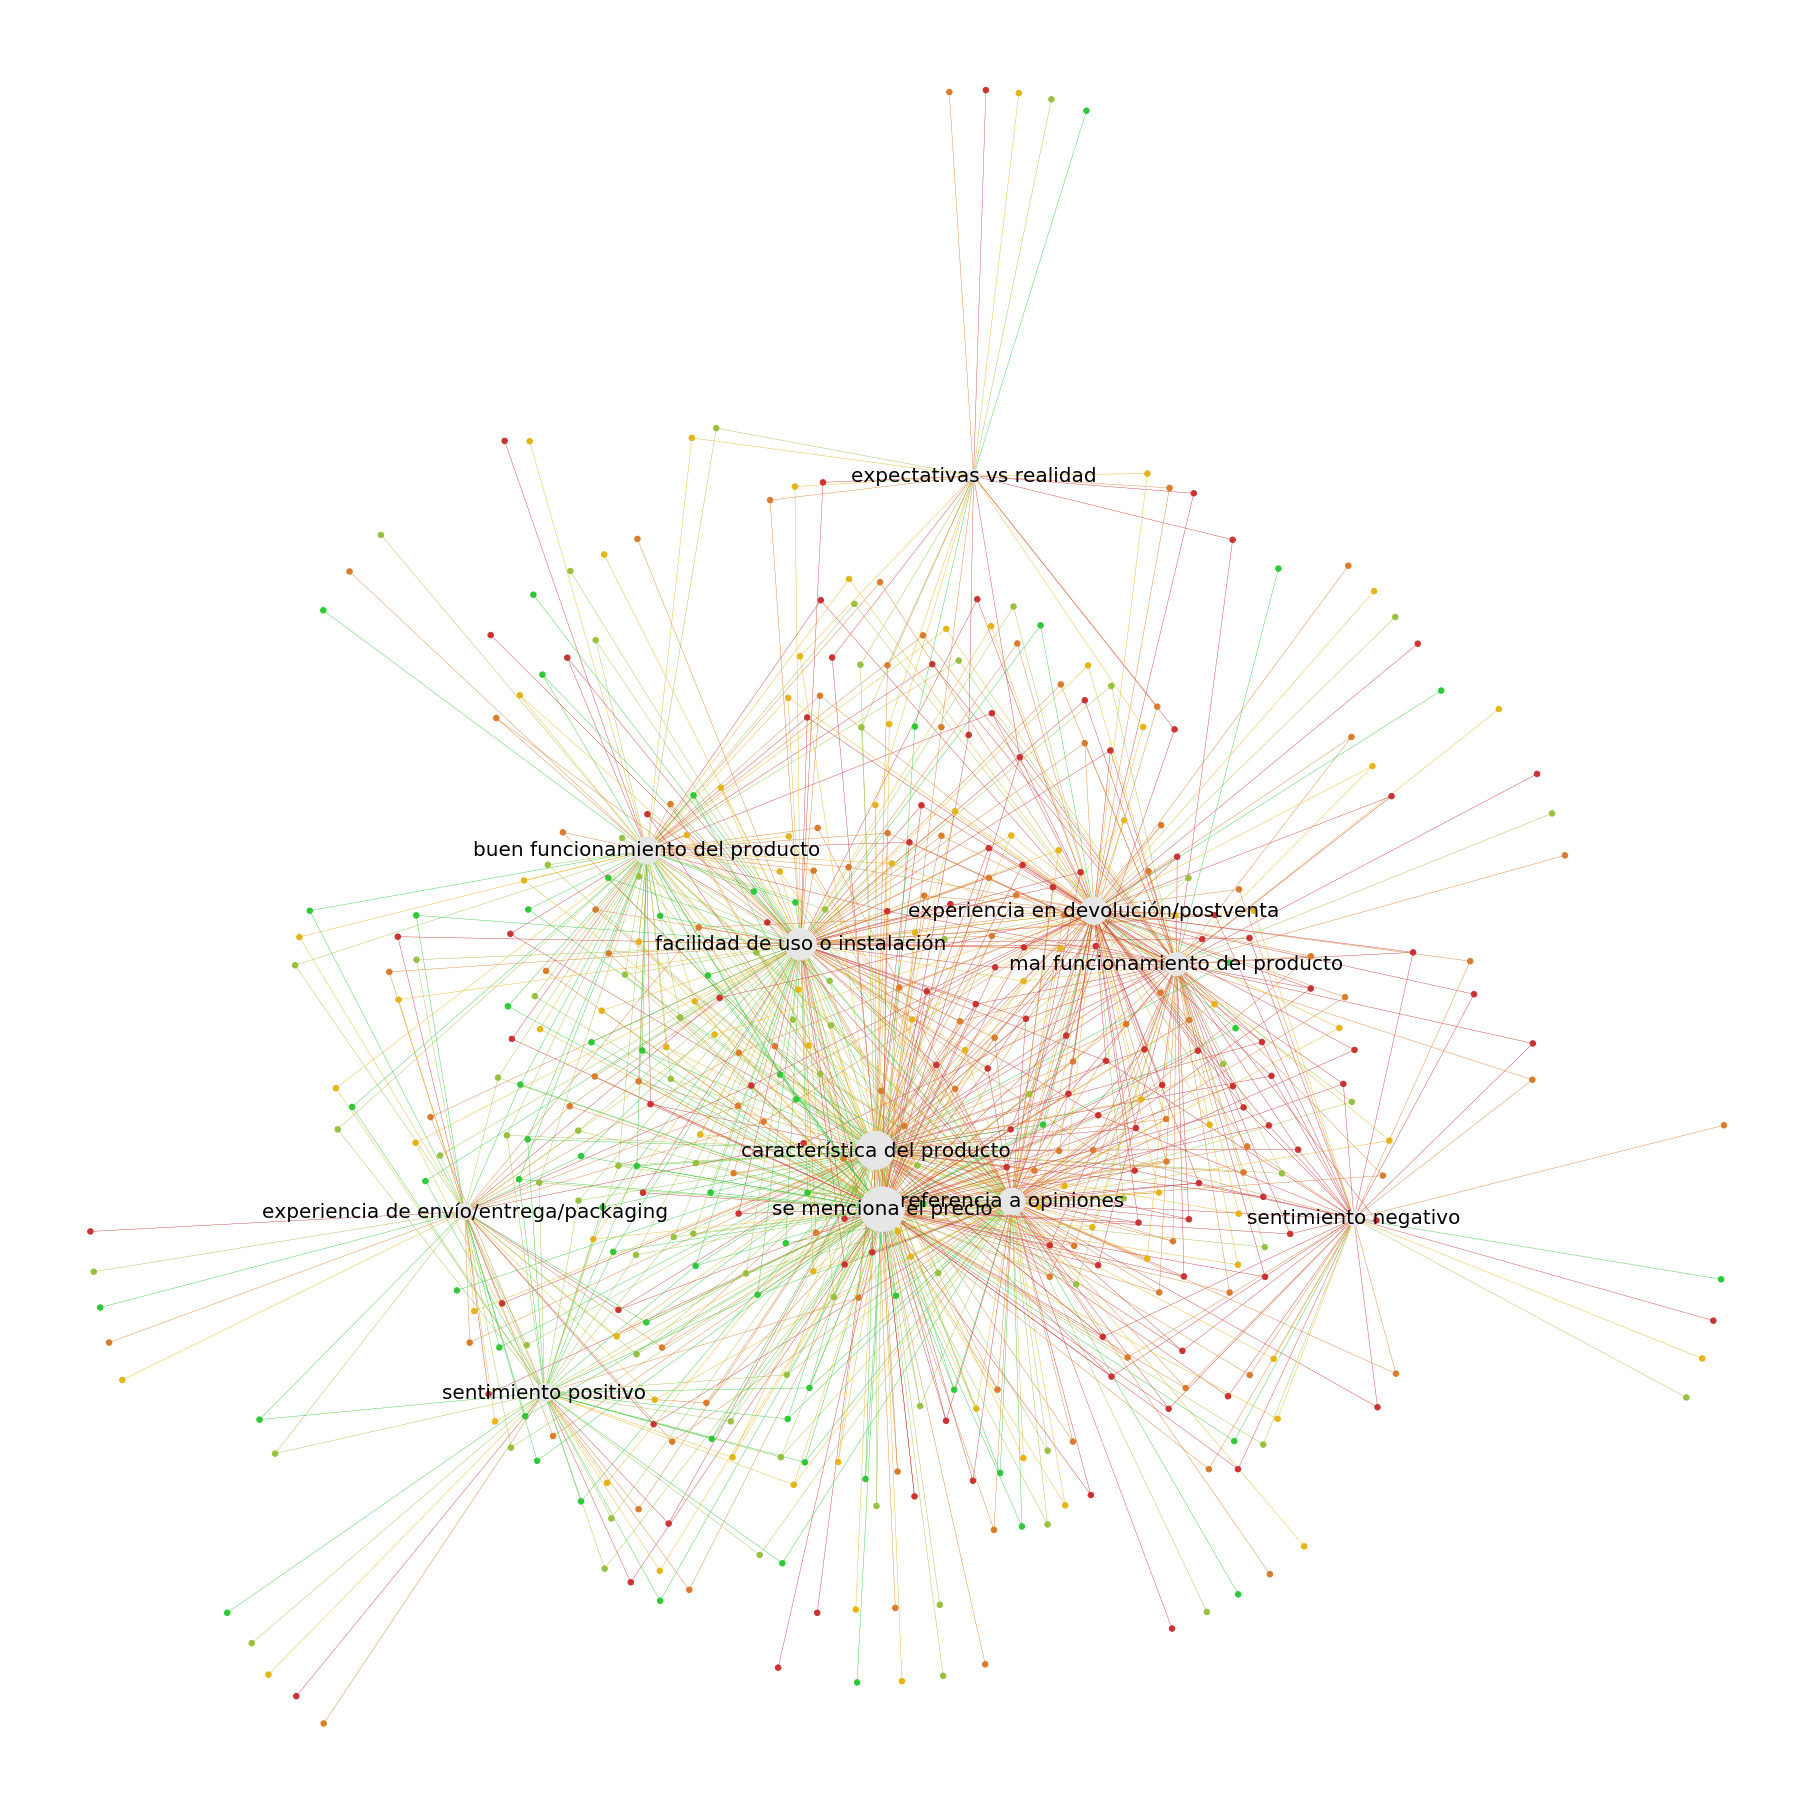 expectativas vs realidad
buen funcionamiento del producto
experiencia en devolución/postventa
facilidad de uso o instalación
mal funcionamiento del producto
característica del producto
referencia a opiniones
se menciona el precio
experiencia de envío/entrega/packaging
sentimiento negativo
sentimiento positivo